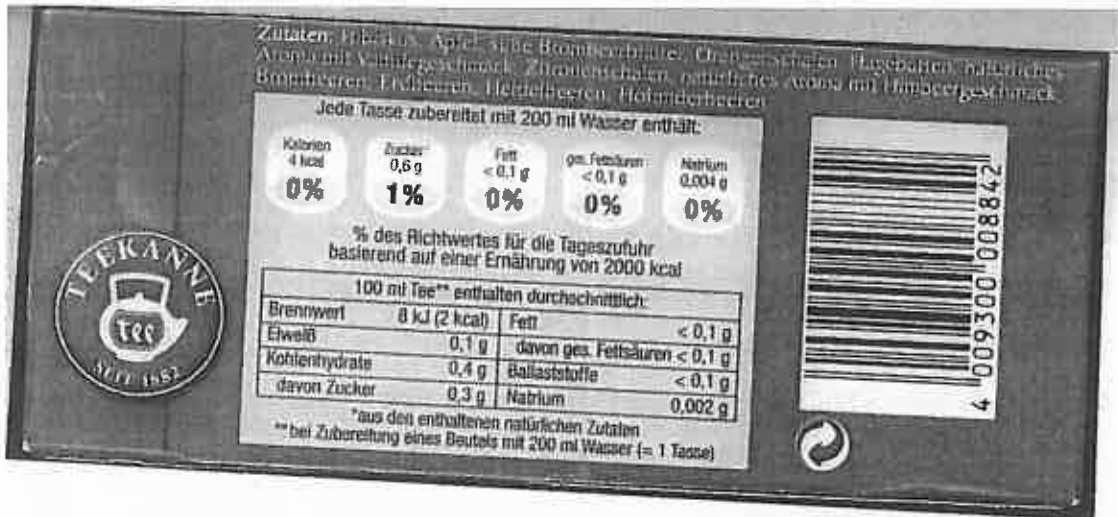 Zutaten: Hibiskus, Äpfel, süße Brombeerblätter, Orangenschalen, Hagebutten, natürliches
Aroma mit Vanillegeschmack, Zitronenschalen, natürliches Aroma mit Himbeergeschmack,
Brombeeren, Erdbeeren, Heidelbeeren, Holunderbeeren
Jede Tasse zubereitet mit 200 ml Wasser enthält:
Kalorien
4 kcal
0%
Zucker*
0,6 g
1%
Fett
< 0,1 g
0%
ges. Fettsäuren
< 0,1 g
0%
Natrium
0,004 g
0%
% des Richtwertes für die Tageszufuhr
basierend auf einer Ernährung von 2000 kcal
100 ml Tee** enthalten durchschnittlich:
Brennwert 8 kJ (2 kcal)
Eiweiß 0,1 g
Kohlenhydrate 0,4 g
davon Zucker 0,3 g
Fett < 0,1 g
davon ges. Fettsäuren < 0,1 g
Ballaststoffe < 0,1 g
Natrium 0,002 g
*aus den enthaltenen natürlichen Zutaten
**bei Zubereitung eines Beutels mit 200 ml Wasser (= 1 Tasse)
TEEKANNE
tee
SEIT 1882
4 009300 008842